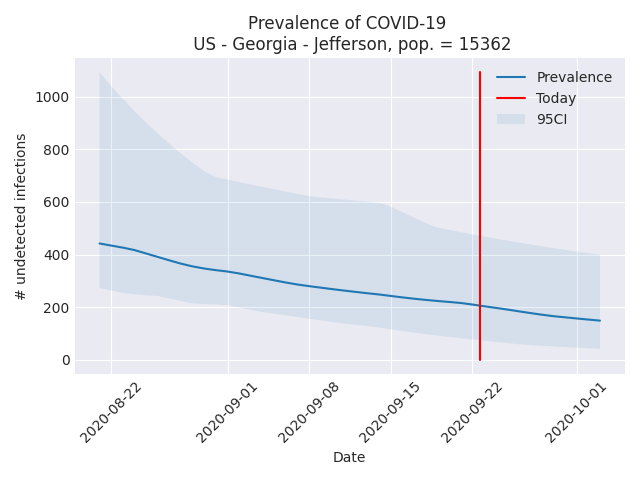 Prevalence of COVID-19
US - Georgia - Jefferson, pop. = 15362
Prevalence
Today
95CI
# undetected infections
1000
800
600
400
200
0
2020-08-22
2020-09-01
2020-09-08
2020-09-15
2020-09-22
2020-10-01
Date